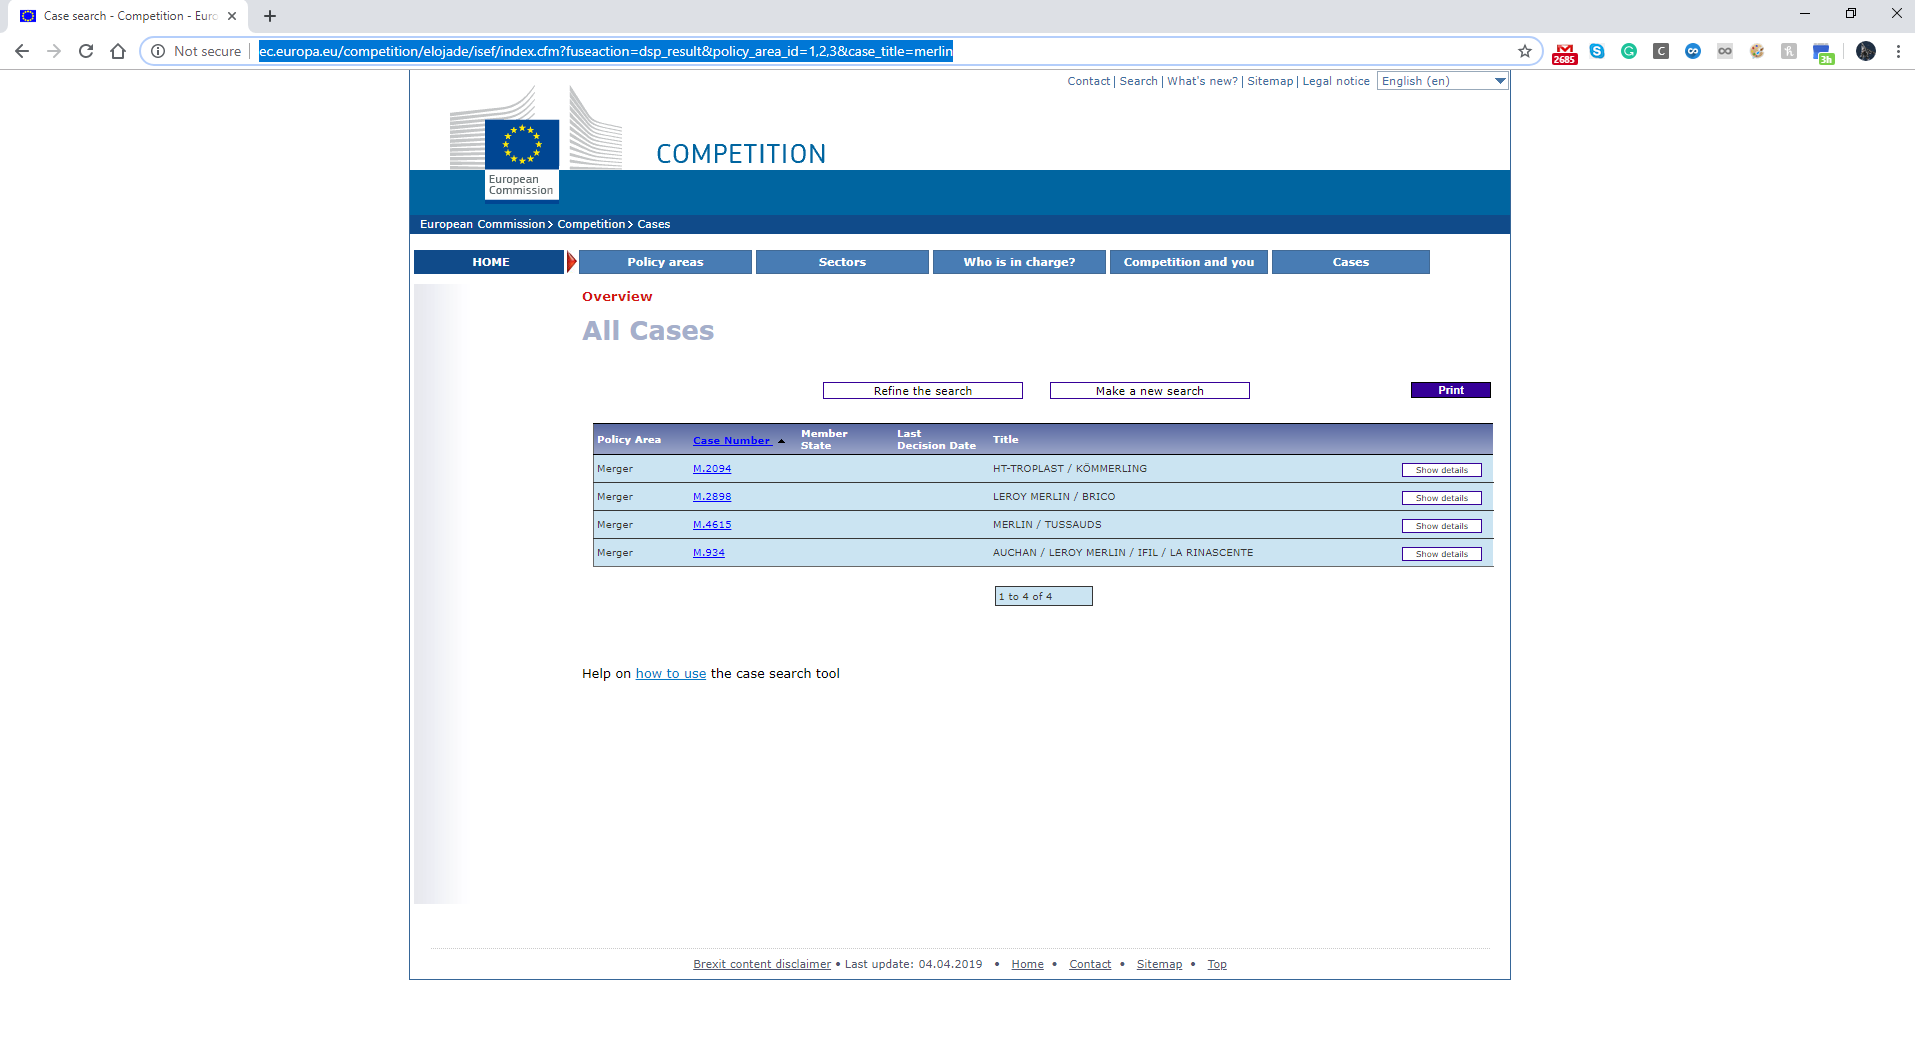 Case search - Competition - Euro
Not secure
ec.europa.eu/competition/elojade/isef/index.cfm?fuseaction=dsp_result&policy_area_id=1,2,3&case_title=merlin
2685
G
C
3h
Contact | Search | What's new? | Sitemap | Legal notice English (en)
COMPETITION
European
Commission
European Commission > Competition > Cases
HOME Policy areas Sectors Who is in charge? Competition and you Cases
Overview
All Cases
Refine the search Make a new search Print
Policy Area Case Number Member State Last Decision Date Title
Merger M.2094 HT-TROPLAST / KÖMMERLING Show details
Merger M.2898 LEROY MERLIN / BRICO Show details
Merger M.4615 MERLIN / TUSSAUDS Show details
Merger M.934 AUCHAN / LEROY MERLIN / IFIL / LA RINASCENTE Show details
1 to 4 of 4
Help on how to use the case search tool
Brexit content disclaimer • Last update: 04.04.2019 • Home • Contact • Sitemap • Top